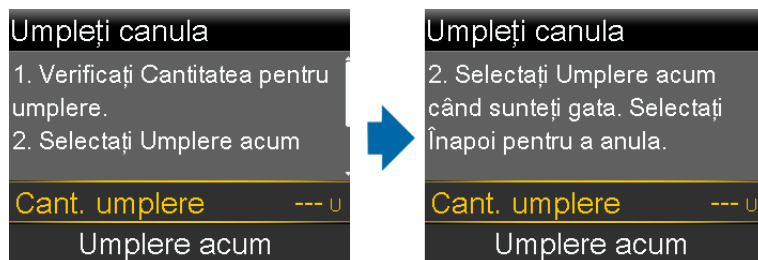 Umpleți canula
1. Verificați Cantitatea pentru
umplere.
2. Selectați Umplere acum
Cant. umplere --- U
Umplere acum
Umpleți canula
2. Selectați Umplere acum
când sunteți gata. Selectați
Înapoi pentru a anula.
Cant. umplere --- U
Umplere acum